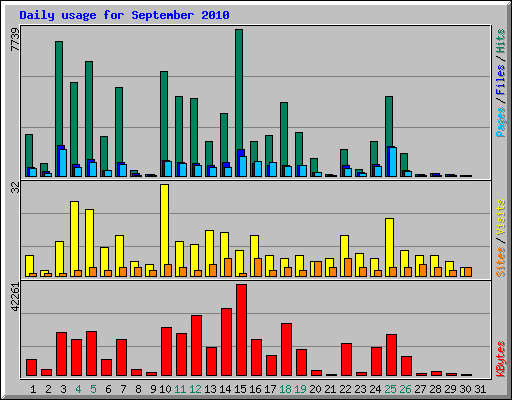 Daily usage for September 2010
7739
Pages / Files / Hits
32
Sites / Visits
42261
KBytes
1 2 3 4 5 6 7 8 9 10 11 12 13 14 15 16 17 18 19 20 21 22 23 24 25 26 27 28 29 30 31